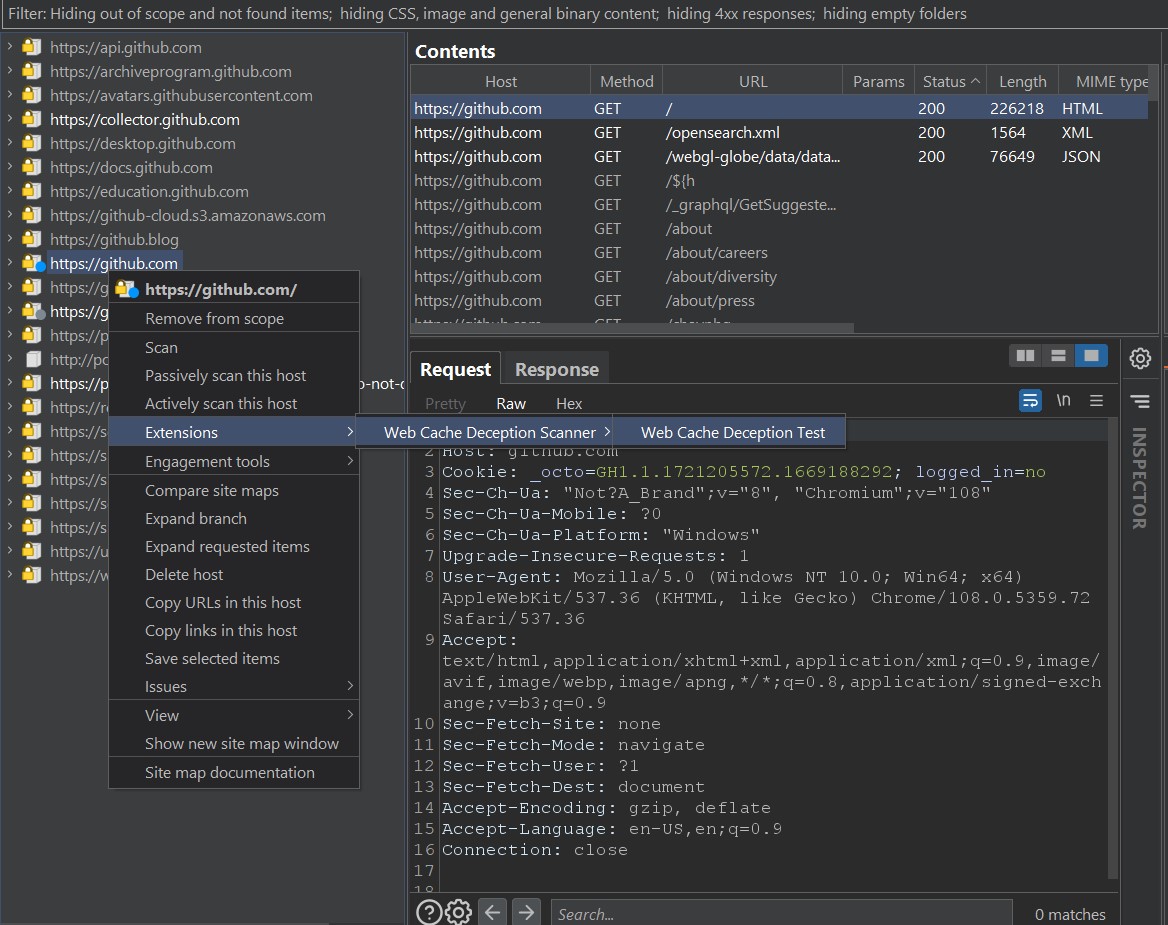 Filter: Hiding out of scope and not found items; hiding CSS, image and general binary content; hiding 4xx responses; hiding empty folders
https://api.github.com
https://archiveprogram.github.com
https://avatars.githubusercontent.com
https://collector.github.com
https://desktop.github.com
https://docs.github.com
https://education.github.com
https://github-cloud.s3.amazonaws.com
https://github.blog
https://github.com
https://g
https://g
https://p
http://po
https://p
https://re
https://s
https://s
https://s
https://s
https://s
https://u
https://w
https://github.com/
Remove from scope
Scan
Passively scan this host
Actively scan this host
Extensions
Engagement tools
Compare site maps
Expand branch
Expand requested items
Delete host
Copy URLs in this host
Copy links in this host
Save selected items
Issues
View
Show new site map window
Site map documentation
Web Cache Deception Scanner
Web Cache Deception Test
Contents
Host Method URL Params Status Length MIME type
https://github.com GET / 200 226218 HTML
https://github.com GET /opensearch.xml 200 1564 XML
https://github.com GET /webgl-globe/data/data... 200 76649 JSON
https://github.com GET /${h
https://github.com GET /_graphql/GetSuggeste...
https://github.com GET /about
https://github.com GET /about/careers
https://github.com GET /about/diversity
https://github.com GET /about/press
Request Response
Pretty Raw Hex
\n
INSPECTOR
2 Host: github.com
3 Cookie: _octo=GH1.1.1721205572.1669188292; logged_in=no
4 Sec-Ch-Ua: "Not?A_Brand";v="8", "Chromium";v="108"
5 Sec-Ch-Ua-Mobile: ?0
6 Sec-Ch-Ua-Platform: "Windows"
7 Upgrade-Insecure-Requests: 1
8 User-Agent: Mozilla/5.0 (Windows NT 10.0; Win64; x64)
AppleWebKit/537.36 (KHTML, like Gecko) Chrome/108.0.5359.72
Safari/537.36
9 Accept:
text/html,application/xhtml+xml,application/xml;q=0.9,image/
avif,image/webp,image/apng,*/*;q=0.8,application/signed-exch
ange;v=b3;q=0.9
10 Sec-Fetch-Site: none
11 Sec-Fetch-Mode: navigate
12 Sec-Fetch-User: ?1
13 Sec-Fetch-Dest: document
14 Accept-Encoding: gzip, deflate
15 Accept-Language: en-US,en;q=0.9
16 Connection: close
17
18
Search...
0 matches